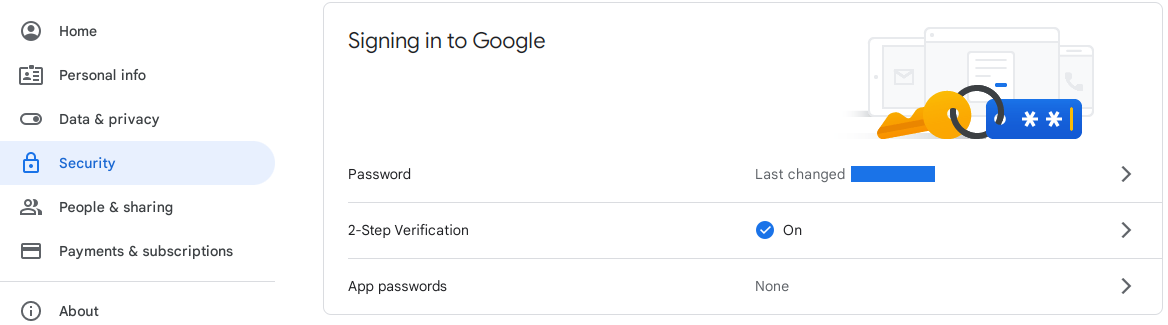 Home
Personal info
Data & privacy
Security
People & sharing
Payments & subscriptions
About
Signing in to Google
**
Password Last changed
2-Step Verification On
App passwords None